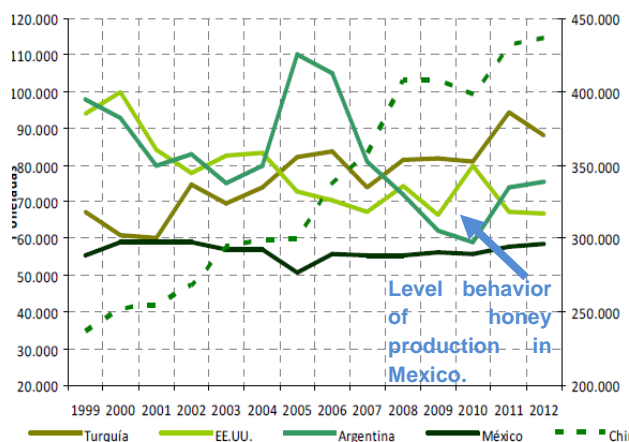 120.000 450.000
110.000
100.000 400.000
90.000
80.000 350.000
70.000
60.000 300.000
50.000
Level behavior
40.000 250.000
of honey
production in
30.000
Mexico.
20.000 200.000
1999 2000 2001 2002 2003 2004 2005 2006 2007 2008 2009 2010 2011 2012
Turquía EE.UU. Argentina México Chi